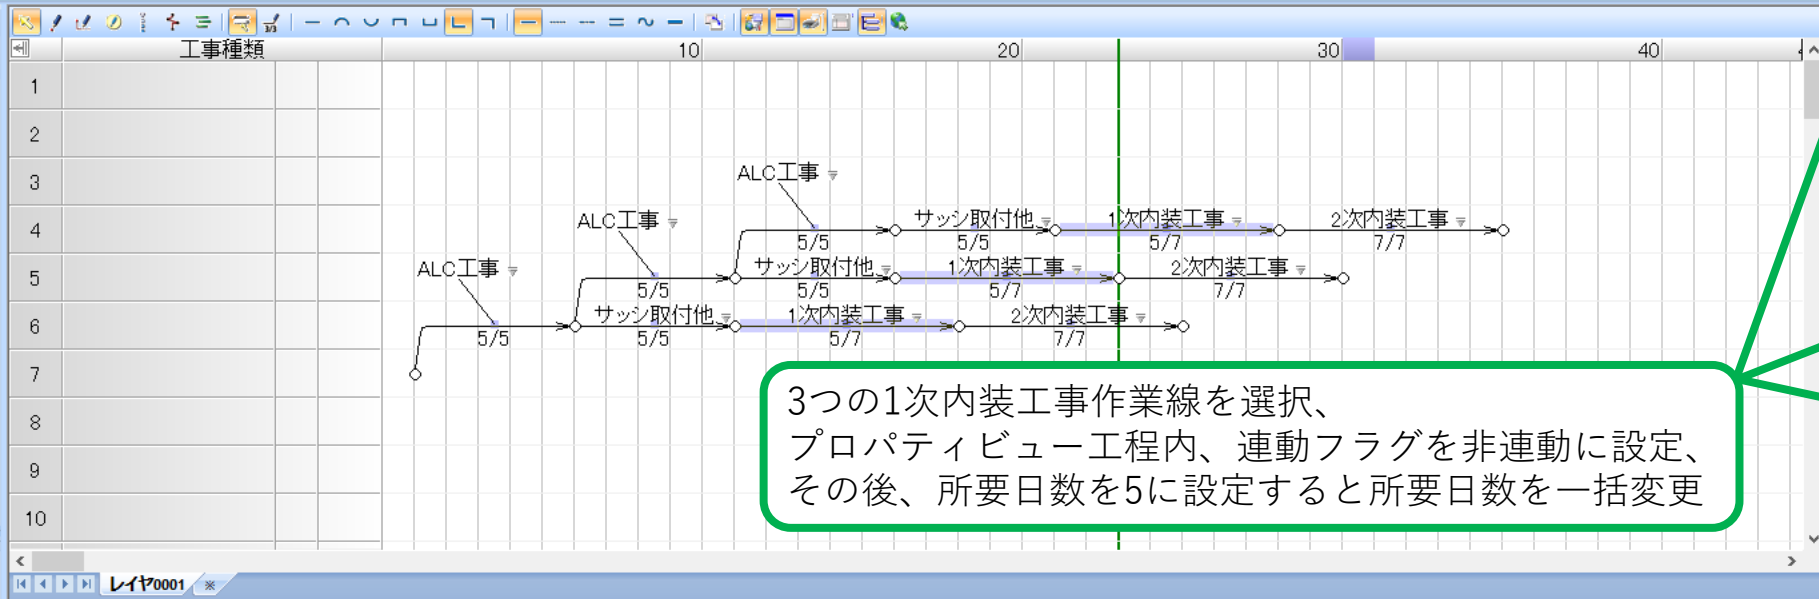 工事種類 10 20 30 40
1
2
3
ALC工事
4
ALC工事 サッシ取付他 1次内装工事 2次内装工事
5/5 5/5 5/7 7/7
5
ALC工事 サッシ取付他 1次内装工事 2次内装工事
5/5 5/5 5/7 7/7
6
サッシ取付他 1次内装工事 2次内装工事
5/5 5/5 5/7 7/7
7
8
9
10
3つの1次内装工事作業線を選択、
プロパティビュー工程内、連動フラグを非連動に設定、
その後、所要日数を5に設定すると所要日数を一括変更
レイヤ0001